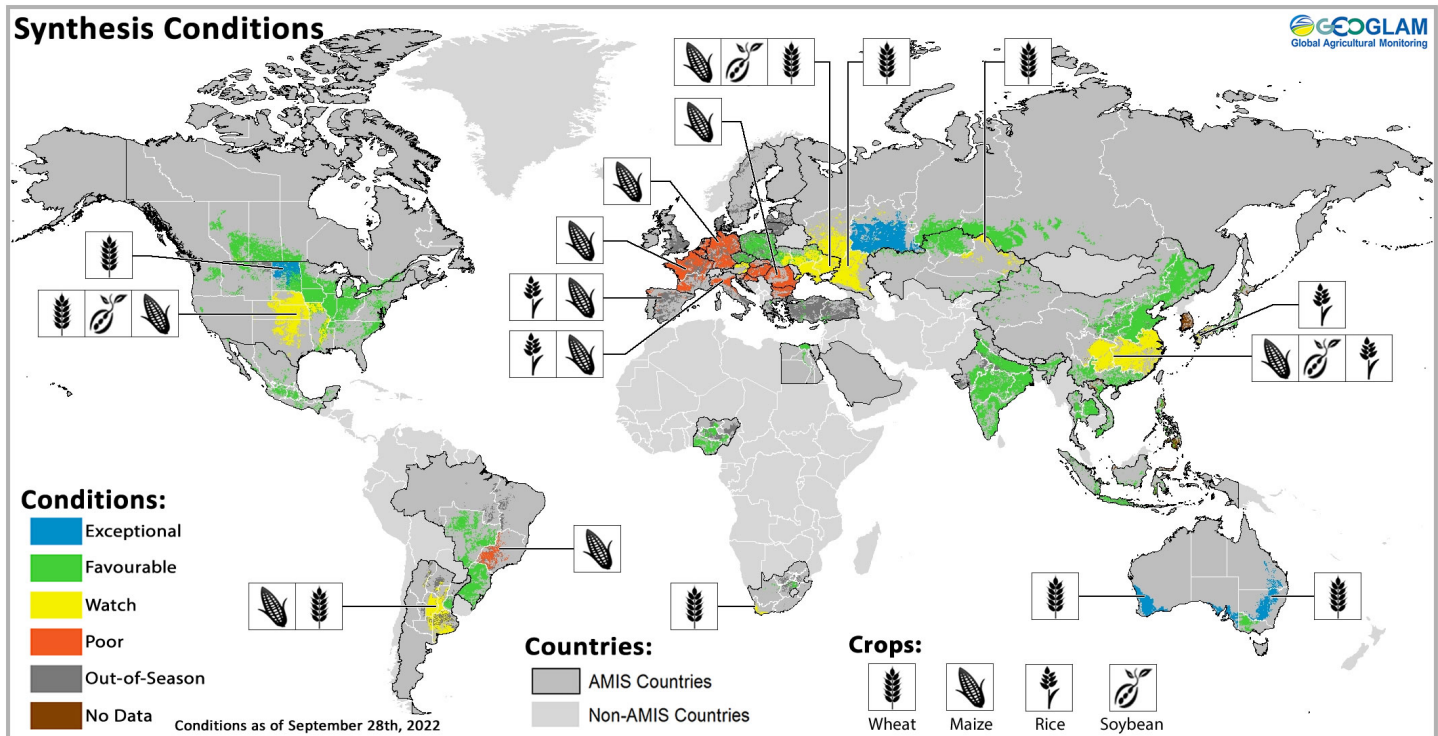 Synthesis Conditions
GEOGLAM
Global Agricultural Monitoring
Conditions:
Exceptional
Favourable
Watch
Poor
Out-of-Season
No Data
Conditions as of September 28th, 2022
Countries:
AMIS Countries
Non-AMIS Countries
Crops:
Wheat
Maize
Rice
Soybean